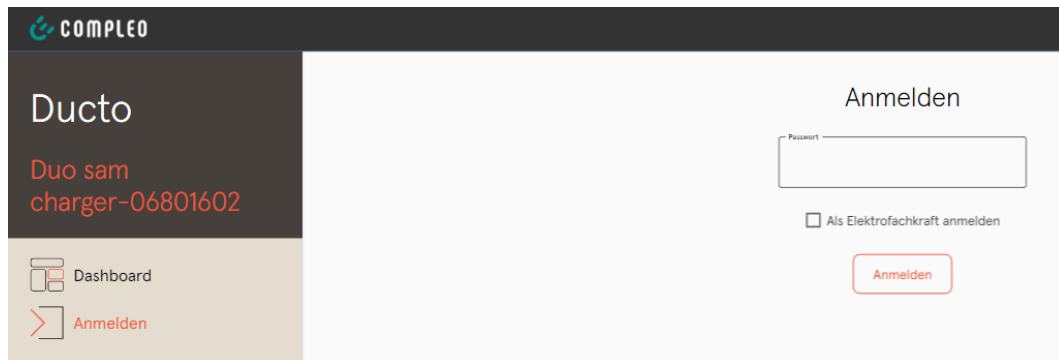 COMPLEO
Ducto
Duo sam
charger-06801602
Dashboard
Anmelden
Anmelden
Passwort
Als Elektrofachkraft anmelden
Anmelden